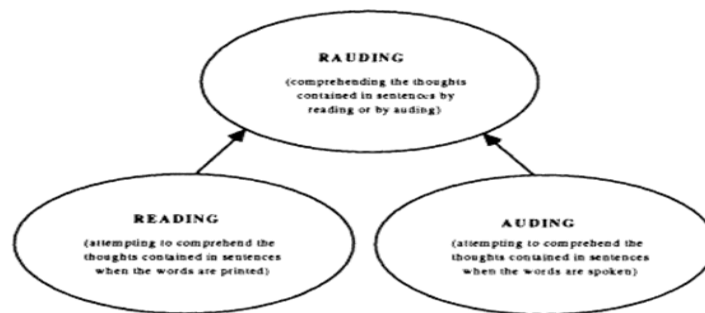 RAUDING
(comprehending the thoughts
contained in sentences by
reading or by auding)
READING
(attempting to comprehend the
thoughts contained in sentences
when the words are printed)
AUDING
(attempting to comprehend the
thoughts contained in sentences
when the words are spoken)